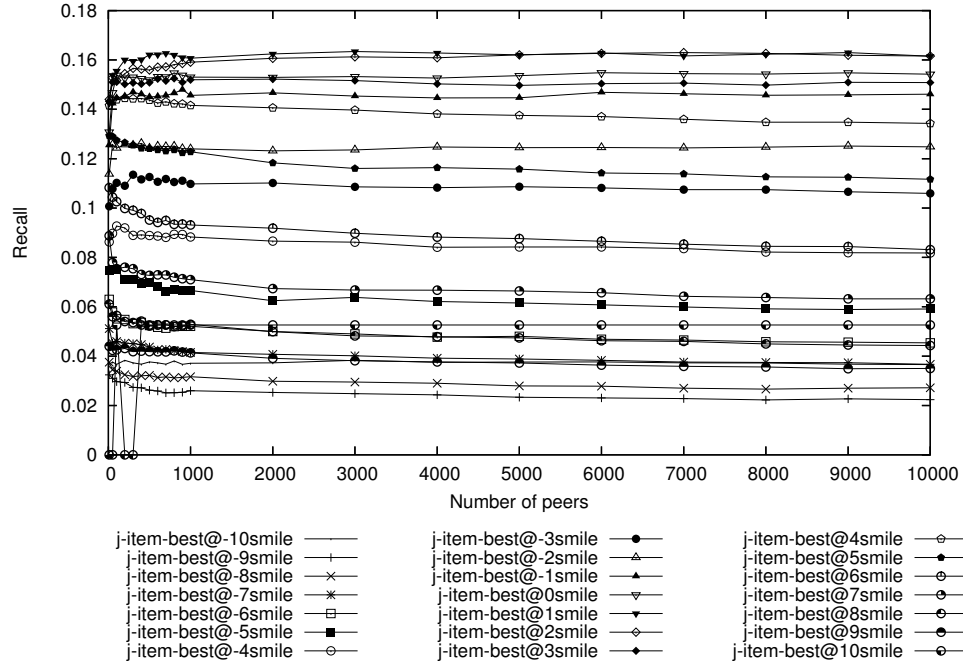 0.18
0.16
0.14
0.12
0.1
0.08
0.06
0.04
0.02
0
Recall
0 1000 2000 3000 4000 5000 6000 7000 8000 9000 10000
Number of peers
j-item-best@-10smile j-item-best@-3smile j-item-best@4smile
j-item-best@-9smile j-item-best@-2smile j-item-best@5smile
j-item-best@-8smile j-item-best@-1smile j-item-best@6smile
j-item-best@-7smile j-item-best@0smile j-item-best@7smile
j-item-best@-6smile j-item-best@1smile j-item-best@8smile
j-item-best@-5smile j-item-best@2smile j-item-best@9smile
j-item-best@-4smile j-item-best@3smile j-item-best@10smile